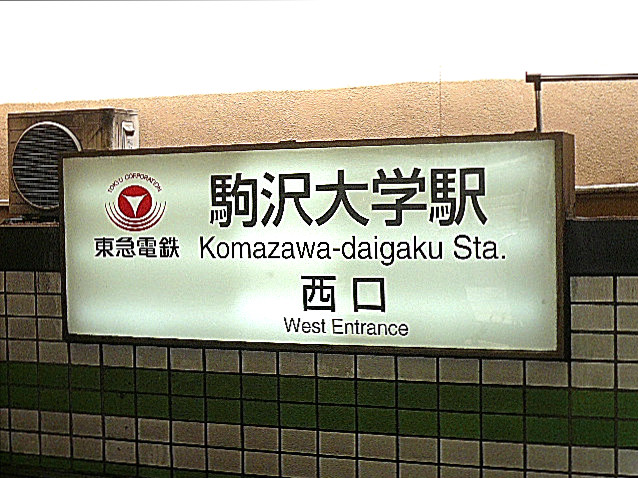 TOKYU CORPORATION
東急電鉄
駒沢大学駅
Komazawa-daigaku Sta.
西口
West Entrance